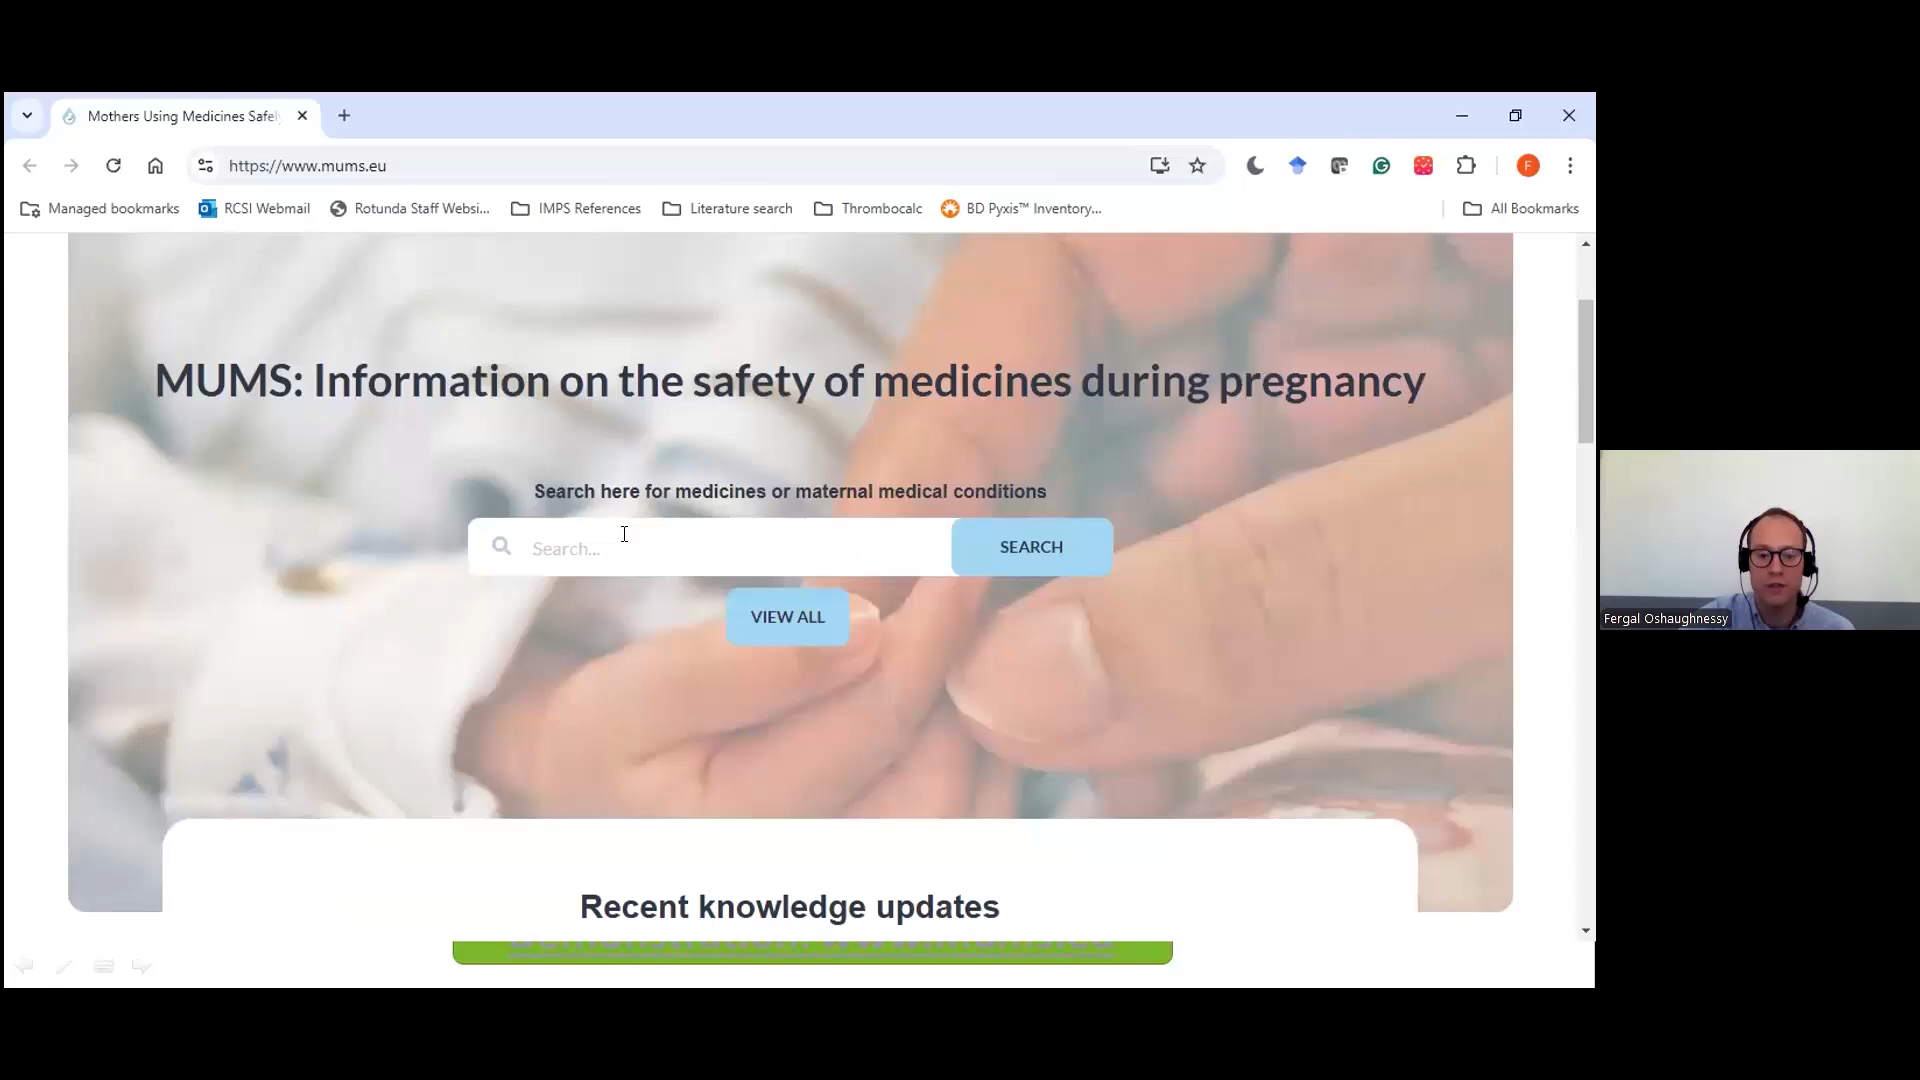 Mothers Using Medicines Safel
https://www.mums.eu
F
Managed bookmarks
RCSI Webmail
Rotunda Staff Websi...
IMPS References
Literature search
Thrombocalc
BD Pyxis™ Inventory...
All Bookmarks
MUMS: Information on the safety of medicines during pregnancy
Search here for medicines or maternal medical conditions
Search...
SEARCH
VIEW ALL
Fergal Oshaughnessy
Recent knowledge updates